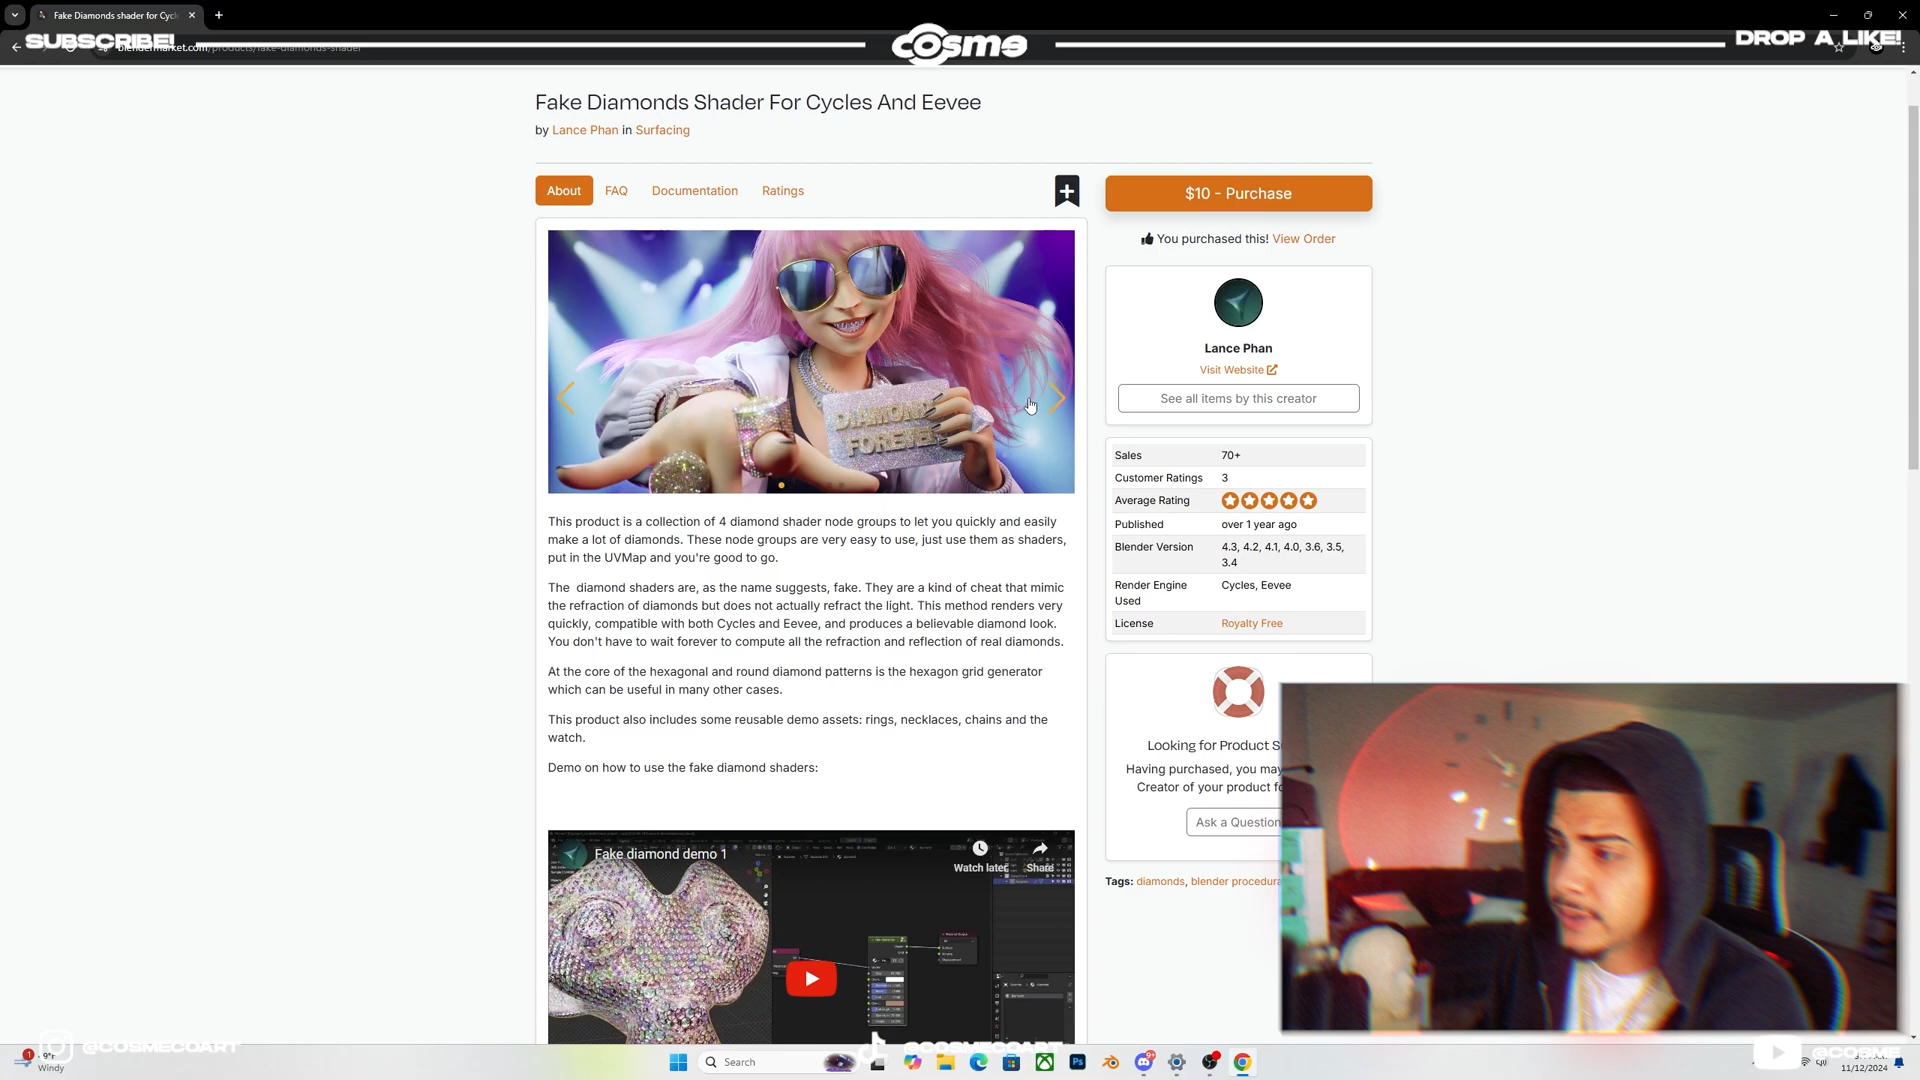 Fake Diamonds shader for Cycl
SUBSCRIBE!
blendermarket.com/products/fake-diamonds-shader
cosme
DROP A LIKE!
Fake Diamonds Shader For Cycles And Eevee
by Lance Phan in Surfacing
About
FAQ
Documentation
Ratings
$10 - Purchase
You purchased this! View Order
DIAMOND
FOREVER
Lance Phan
Visit Website
See all items by this creator
Sales 70+
Customer Ratings 3
Average Rating
Published over 1 year ago
Blender Version 4.3, 4.2, 4.1, 4.0, 3.6, 3.5,
3.4
Render Engine Cycles, Eevee
Used
License Royalty Free
This product is a collection of 4 diamond shader node groups to let you quickly and easily
make a lot of diamonds. These node groups are very easy to use, just use them as shaders,
put in the UVMap and you're good to go.
The diamond shaders are, as the name suggests, fake. They are a kind of cheat that mimic
the refraction of diamonds but does not actually refract the light. This method renders very
quickly, compatible with both Cycles and Eevee, and produces a believable diamond look.
You don't have to wait forever to compute all the refraction and reflection of real diamonds.
At the core of the hexagonal and round diamond patterns is the hexagon grid generator
which can be useful in many other cases.
This product also includes some reusable demo assets: rings, necklaces, chains and the
watch.
Demo on how to use the fake diamond shaders:
Looking for Product
Having purchased, you may
Creator of your product
Ask a Question
Tags: diamonds, blender
Fake diamond demo 1
Watch later
Share
@COSMECOART
@COSMECOART
@COSME
1
Windy
Search
Ps
9+
11/12/2024